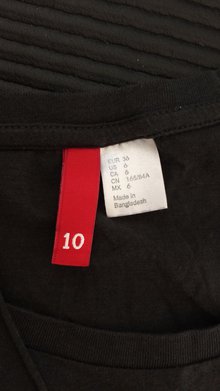 10
EUR 36
US 6
CA 6
CN 165/84A
MX 6
Made in
Bangladesh